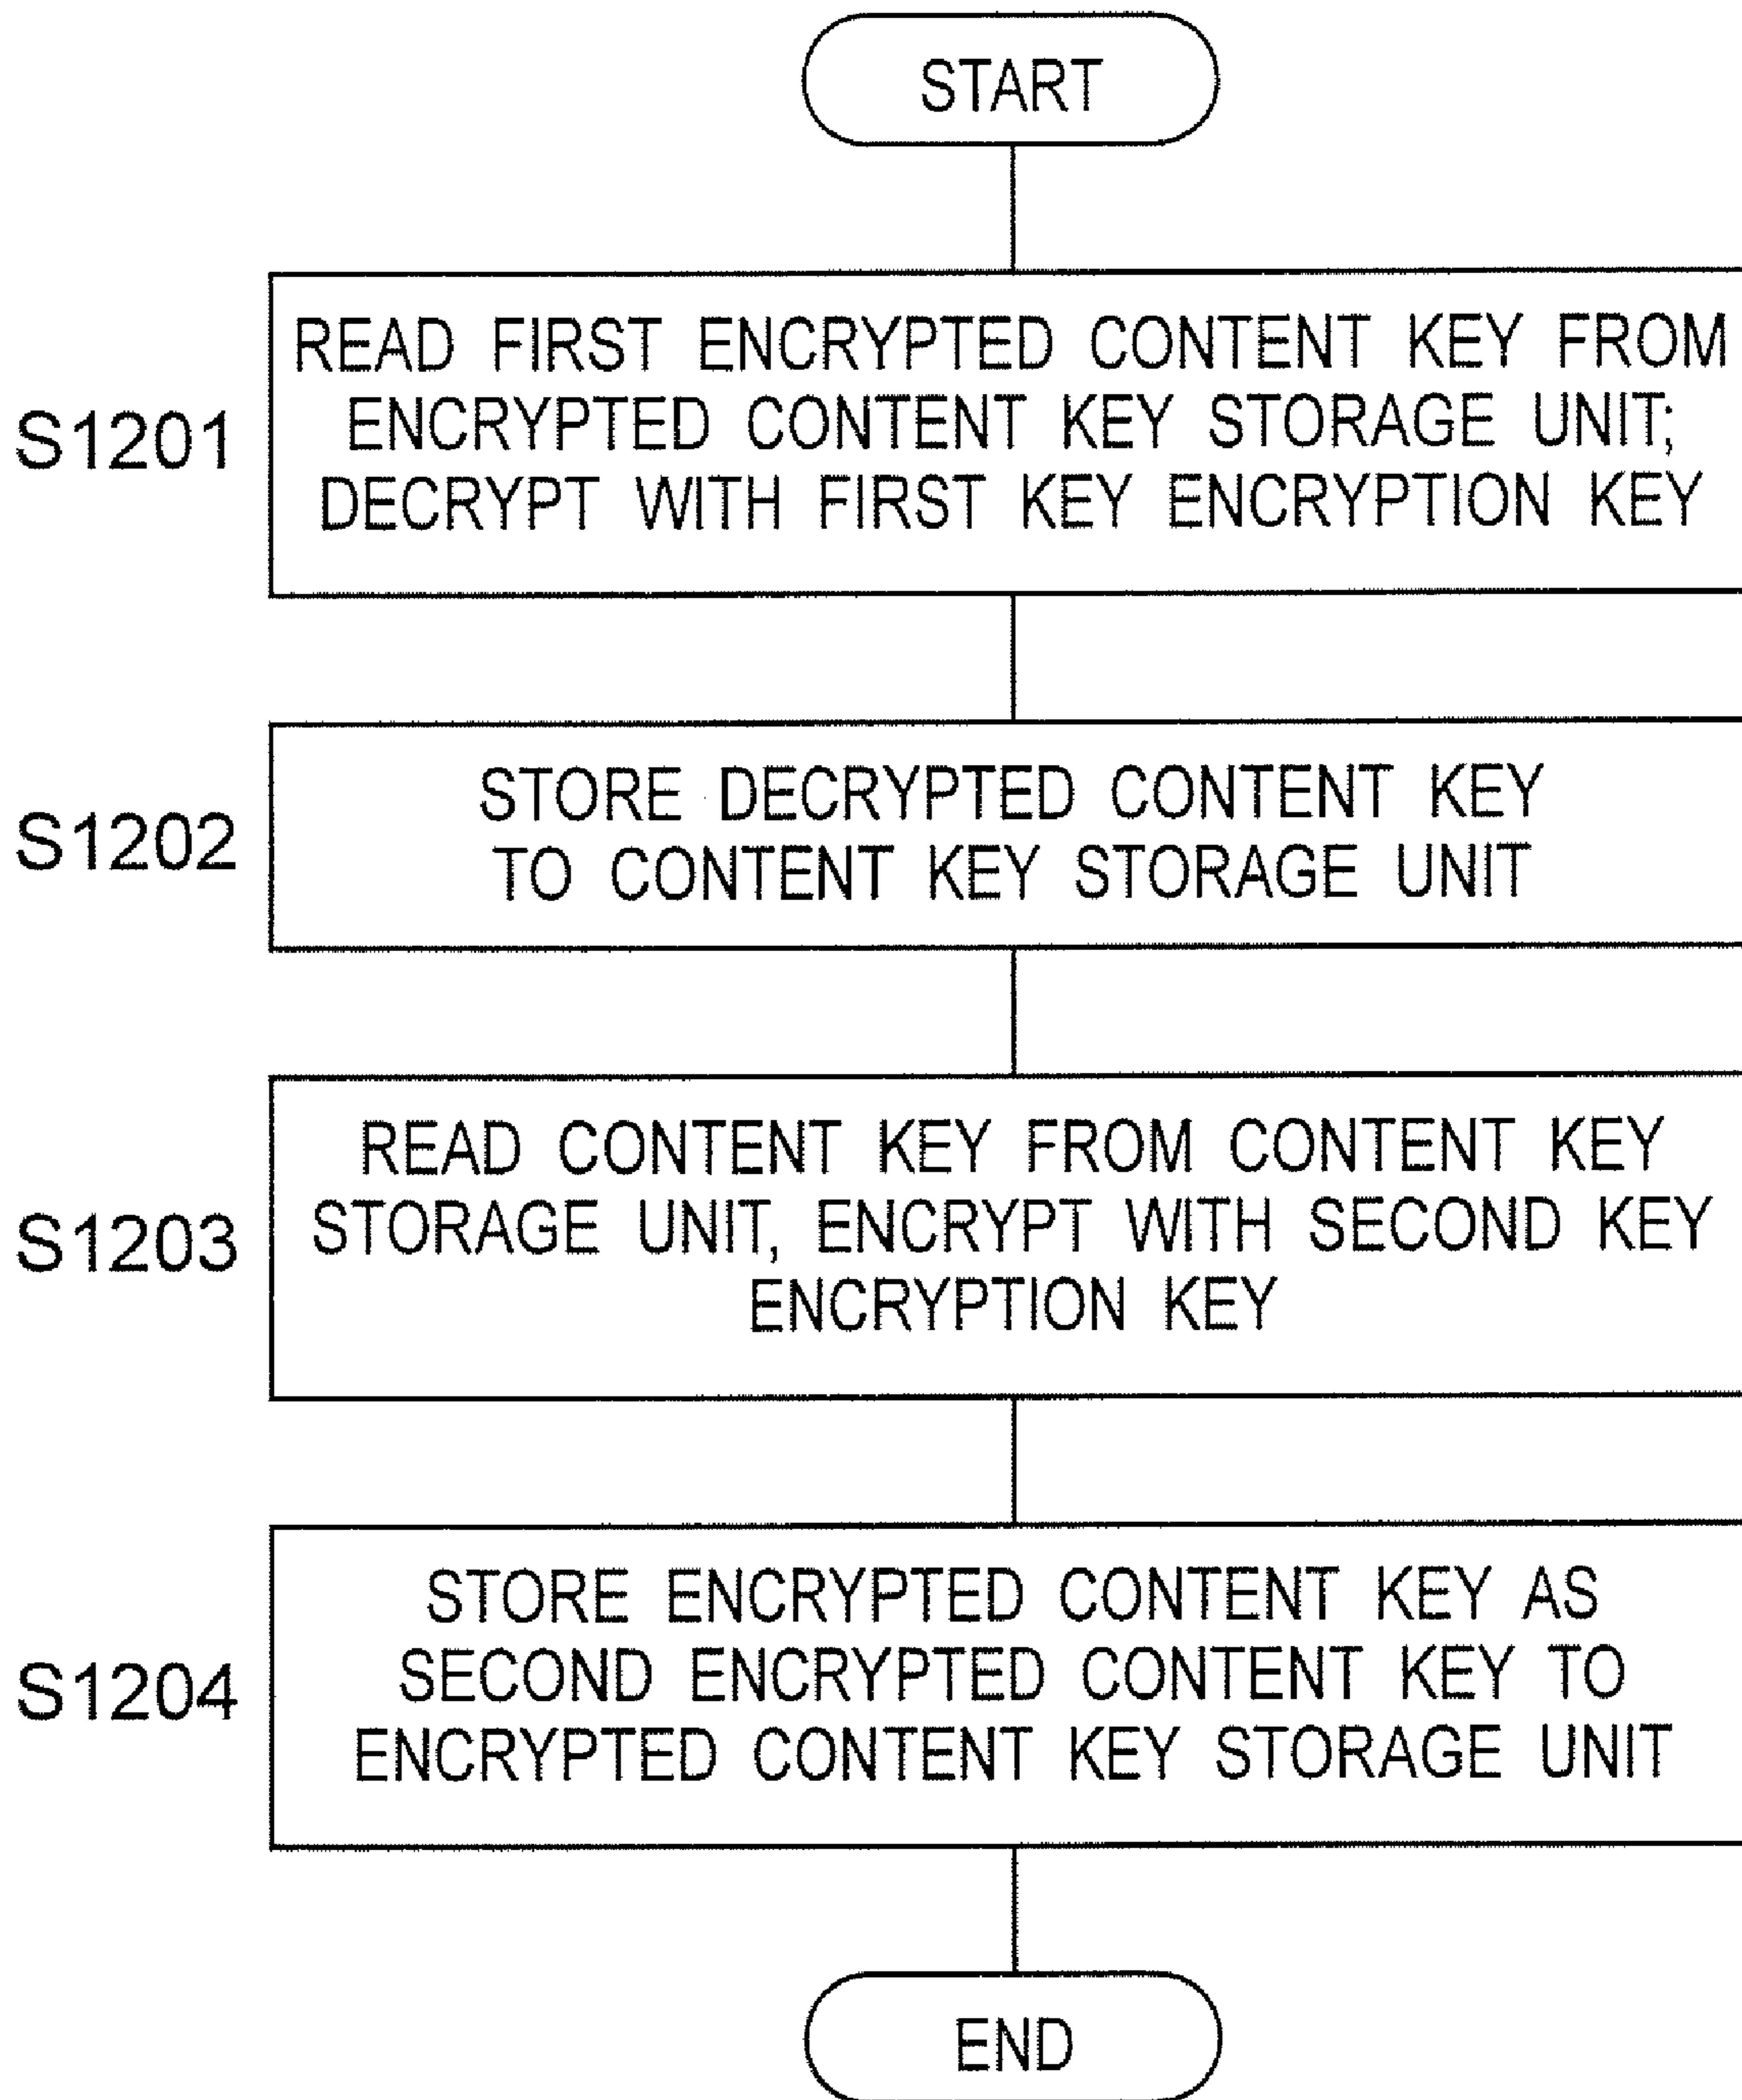 START
S1201
READ FIRST ENCRYPTED CONTENT KEY FROM
ENCRYPTED CONTENT KEY STORAGE UNIT;
DECRYPT WITH FIRST KEY ENCRYPTION KEY
S1202
STORE DECRYPTED CONTENT KEY
TO CONTENT KEY STORAGE UNIT
S1203
READ CONTENT KEY FROM CONTENT KEY
STORAGE UNIT, ENCRYPT WITH SECOND KEY
ENCRYPTION KEY
S1204
STORE ENCRYPTED CONTENT KEY AS
SECOND ENCRYPTED CONTENT KEY TO
ENCRYPTED CONTENT KEY STORAGE UNIT
END